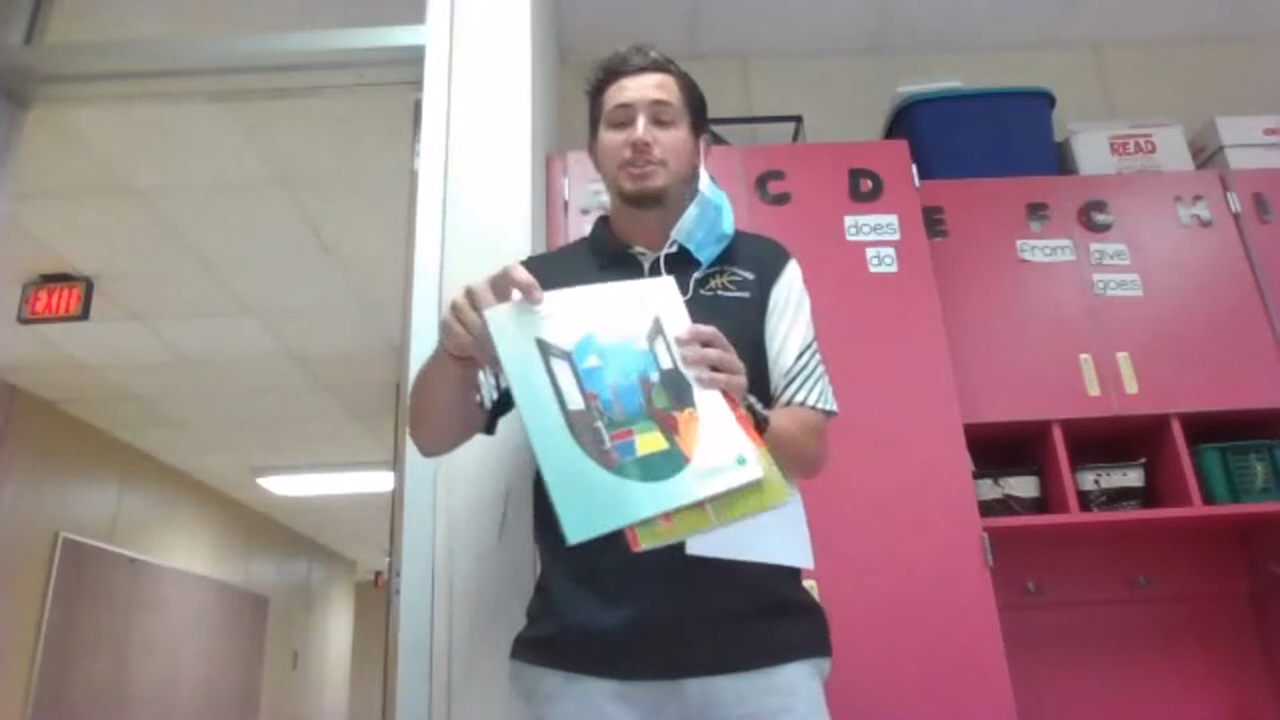 EXIT
C D
does
do
E F G H I
from give
goes
READ